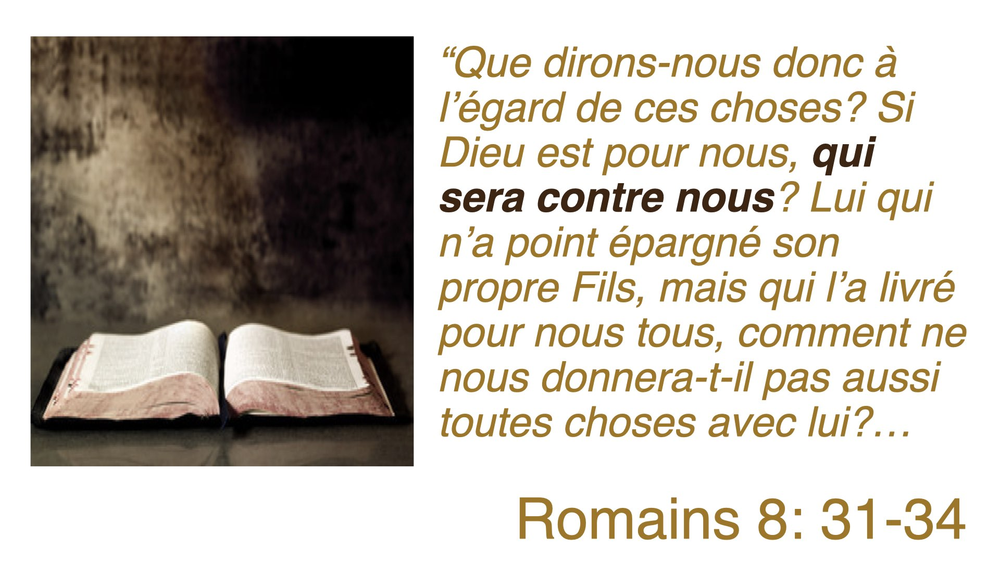 “Que dirons-nous donc à
l’égard de ces choses? Si
Dieu est pour nous, qui
sera contre nous? Lui qui
n’a point épargné son
propre Fils, mais qui l’a livré
pour nous tous, comment ne
nous donnera-t-il pas aussi
toutes choses avec lui?…
Romains 8: 31-34